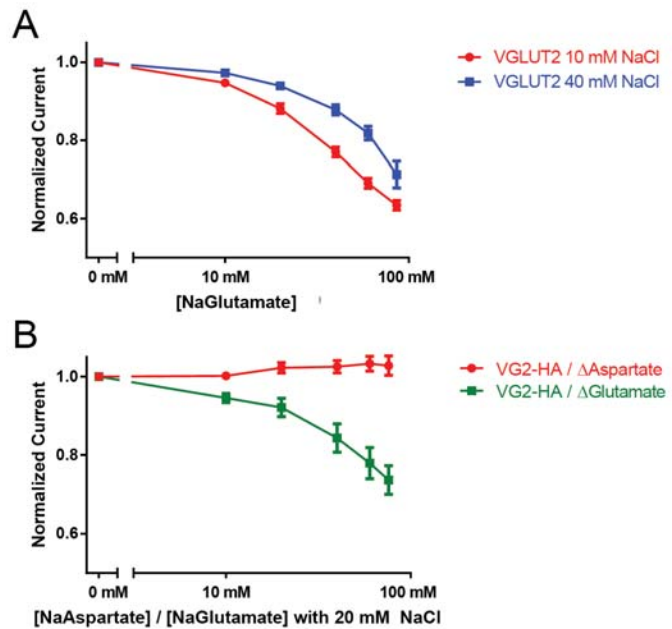 A
VGLUT2 10 mM NaCl
VGLUT2 40 mM NaCl
Normalized Current
1.0
0.8
0.6
0 mM
10 mM
100 mM
[NaGlutamate]
B
VG2-HA / ΔAspartate
VG2-HA / ΔGlutamate
Normalized Current
1.0
0.8
0.6
0 mM
10 mM
100 mM
[NaAspartate] / [NaGlutamate] with 20 mM NaCl